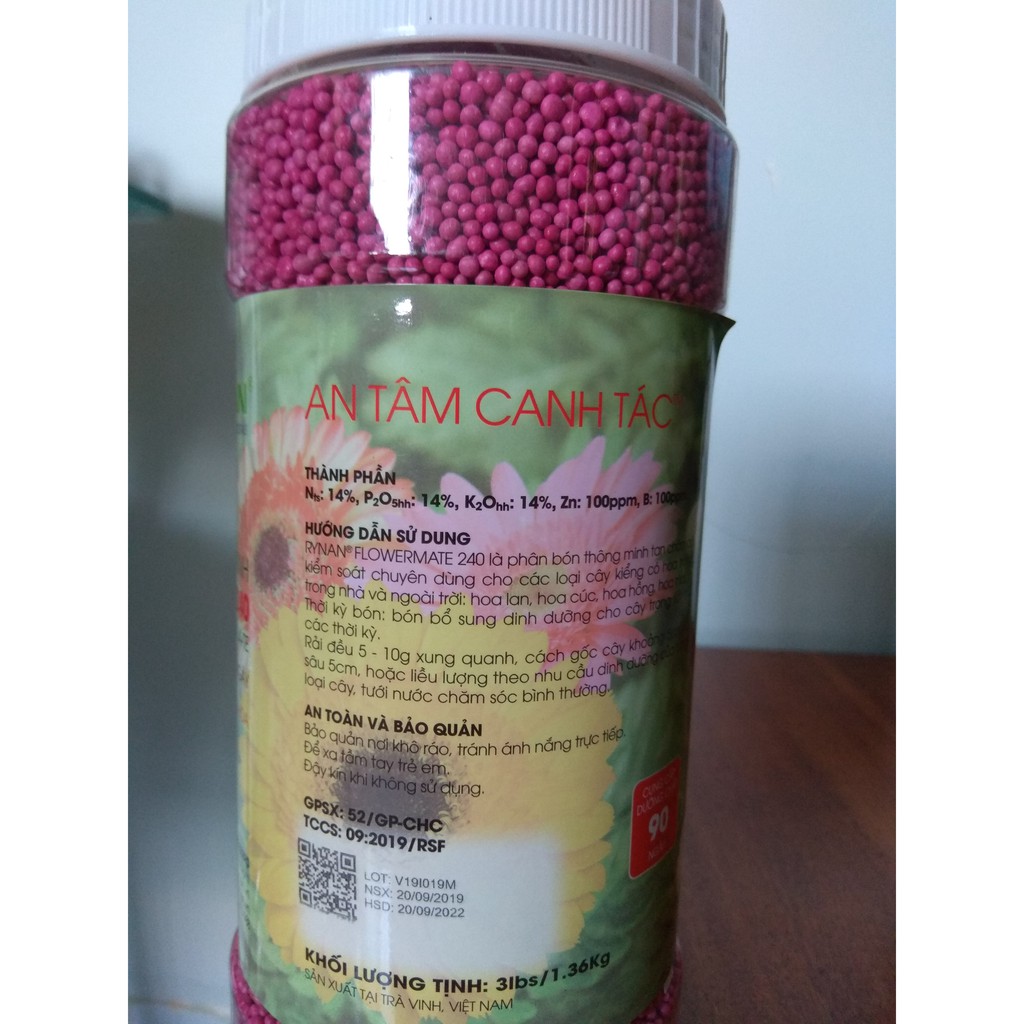 AN TÂM CANH TÁC
THÀNH PHẦN
Nts: 14%, P2O5hh: 14%, K2Ohh: 14%, Zn: 100ppm, B: 100ppm
HƯỚNG DẪN SỬ DỤNG
RYNAN® FLOWERMATE 240 là phân bón thông minh tan
kiểm soát chuyên dùng cho các loại cây kiểng có
trong nhà và ngoài trời: hoa lan, hoa cúc, hoa hồng,
Thời kỳ bón: bón bổ sung dinh dưỡng cho cây trong
các thời kỳ.
Rải đều 5 - 10g xung quanh, cách gốc cây khoảng
sâu 5cm, hoặc liều lượng theo nhu cầu dinh dưỡng
loại cây, tưới nước chăm sóc bình thường.
AN TOÀN VÀ BẢO QUẢN
Bảo quản nơi khô ráo, tránh ánh nắng trực tiếp.
Để xa tầm tay trẻ em.
Đậy kín khi không sử dụng.
GPSX: 52/GP-CHC
TCCS: 09:2019/RSF
LOT: V19I019M
NSX: 20/09/2019
HSD: 20/09/2022
90
KHỐI LƯỢNG TỊNH: 3lbs/1.36Kg
SẢN XUẤT TẠI TRÀ VINH, VIỆT NAM